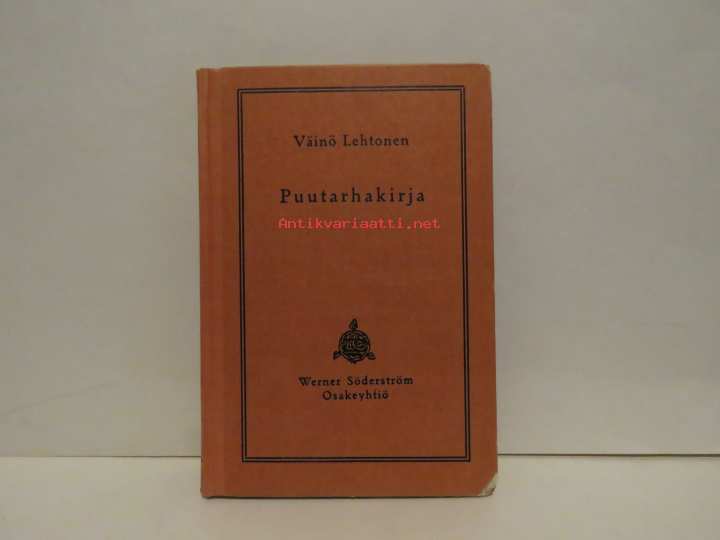 Väinö Lehtonen
Puutarhakirja
Antikvariaatti.net
Werner Söderström
Osakeyhtiö